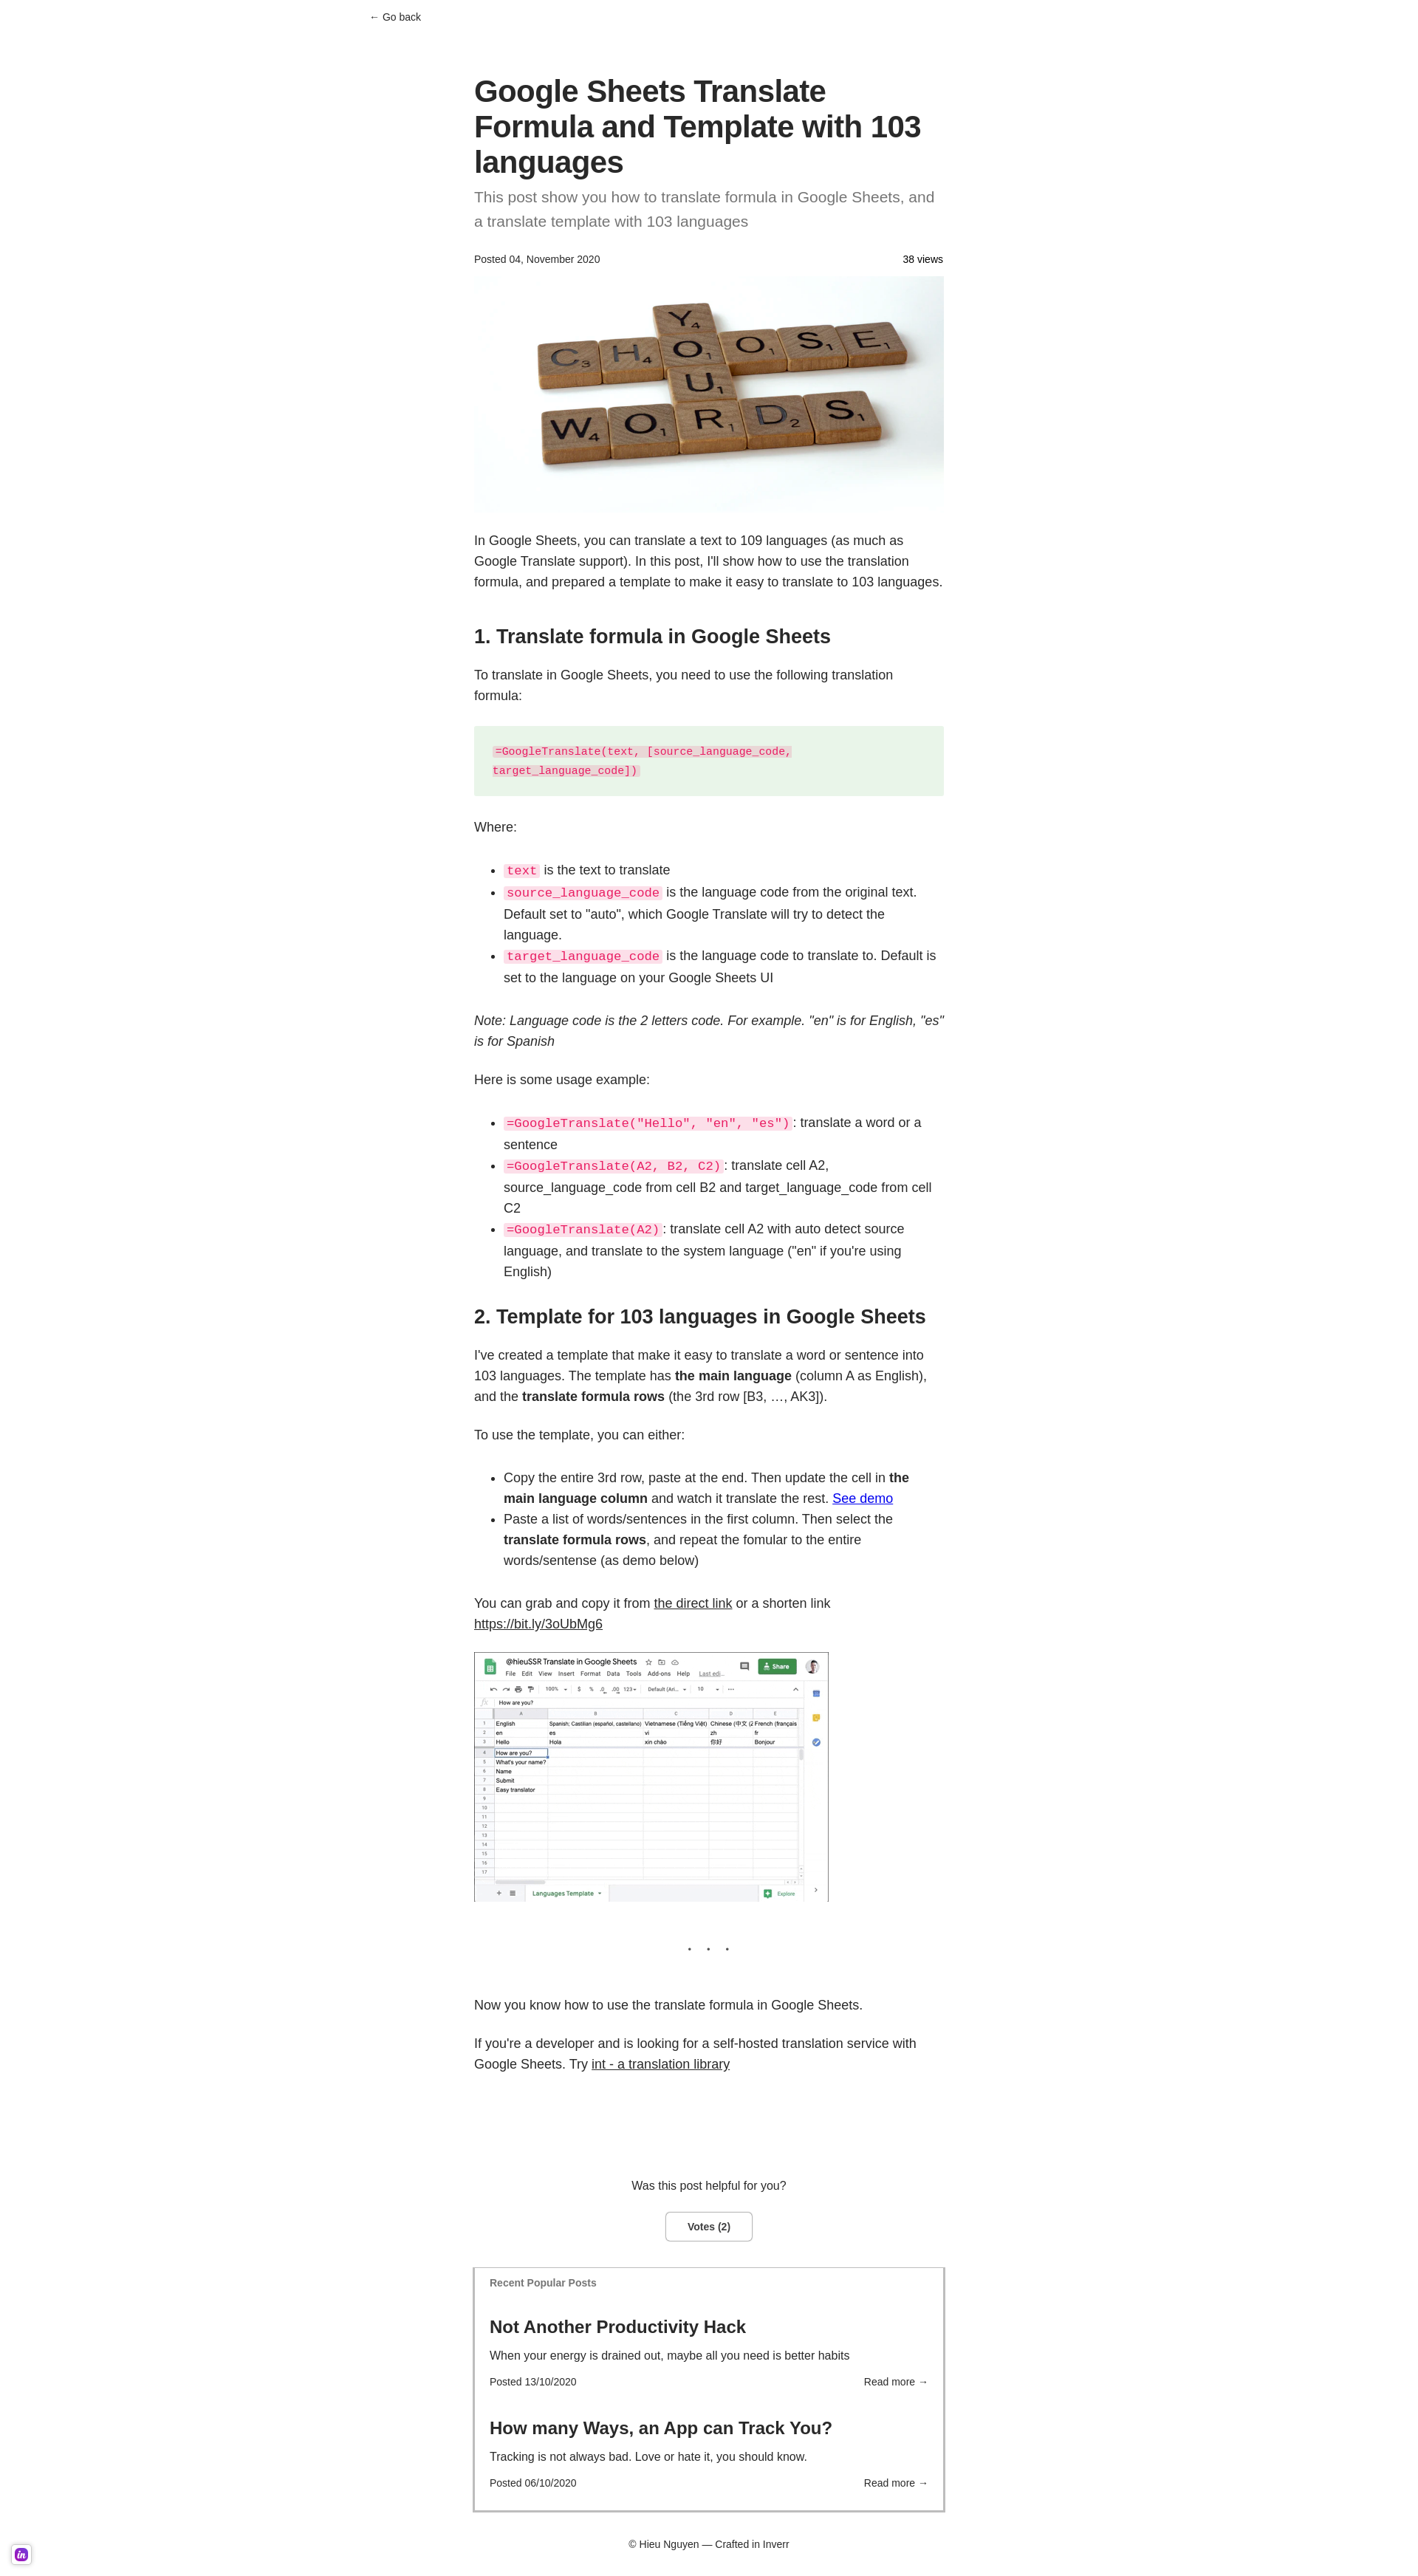 ← Go back
Google Sheets Translate
Formula and Template with 103
languages
This post show you how to translate formula in Google Sheets, and
a translate template with 103 languages
Posted 04, November 2020
38 views
Y
CHOOSE
U
WORDS
In Google Sheets, you can translate a text to 109 languages (as much as
Google Translate support). In this post, I'll show how to use the translation
formula, and prepared a template to make it easy to translate to 103 languages.
1. Translate formula in Google Sheets
To translate in Google Sheets, you need to use the following translation
formula:
=GoogleTranslate(text, [source_language_code,
target_language_code])
Where:
• text is the text to translate
• source_language_code is the language code from the original text.
Default set to "auto", which Google Translate will try to detect the
language.
• target_language_code is the language code to translate to. Default is
set to the language on your Google Sheets UI
Note: Language code is the 2 letters code. For example. "en" is for English, "es"
is for Spanish
Here is some usage example:
• =GoogleTranslate("Hello", "en", "es"): translate a word or a
sentence
• =GoogleTranslate(A2, B2, C2): translate cell A2,
source_language_code from cell B2 and target_language_code from cell
C2
• =GoogleTranslate(A2): translate cell A2 with auto detect source
language, and translate to the system language ("en" if you're using
English)
2. Template for 103 languages in Google Sheets
I've created a template that make it easy to translate a word or sentence into
103 languages. The template has the main language (column A as English),
and the translate formula rows (the 3rd row [B3, …, AK3]).
To use the template, you can either:
• Copy the entire 3rd row, paste at the end. Then update the cell in the
main language column and watch it translate the rest. See demo
• Paste a list of words/sentences in the first column. Then select the
translate formula rows, and repeat the fomular to the entire
words/sentense (as demo below)
You can grab and copy it from the direct link or a shorten link
https://bit.ly/3oUbMg6
@hieuSSR Translate in Google Sheets
File Edit View Insert Format Data Tools Add-ons Help Last edi...
Share
100% $ % .0 .00 123 Default (Ari... 10
fx How are you?
A B C D E
1 English Spanish; Castilian (español, castellano) Vietnamese (Tiếng Việt) Chinese (中文 (Z French (français
2 en es vi zh fr
3 Hello Hola xin chào 你好 Bonjour
4 How are you?
5 What's your name?
6 Name
7 Submit
8 Easy translator
9
10
11
12
13
14
15
16
17
Languages Template
Explore
• • •
Now you know how to use the translate formula in Google Sheets.
If you're a developer and is looking for a self-hosted translation service with
Google Sheets. Try int - a translation library
Was this post helpful for you?
Votes (2)
Recent Popular Posts
Not Another Productivity Hack
When your energy is drained out, maybe all you need is better habits
Posted 13/10/2020
Read more →
How many Ways, an App can Track You?
Tracking is not always bad. Love or hate it, you should know.
Posted 06/10/2020
Read more →
© Hieu Nguyen — Crafted in Inverr
in